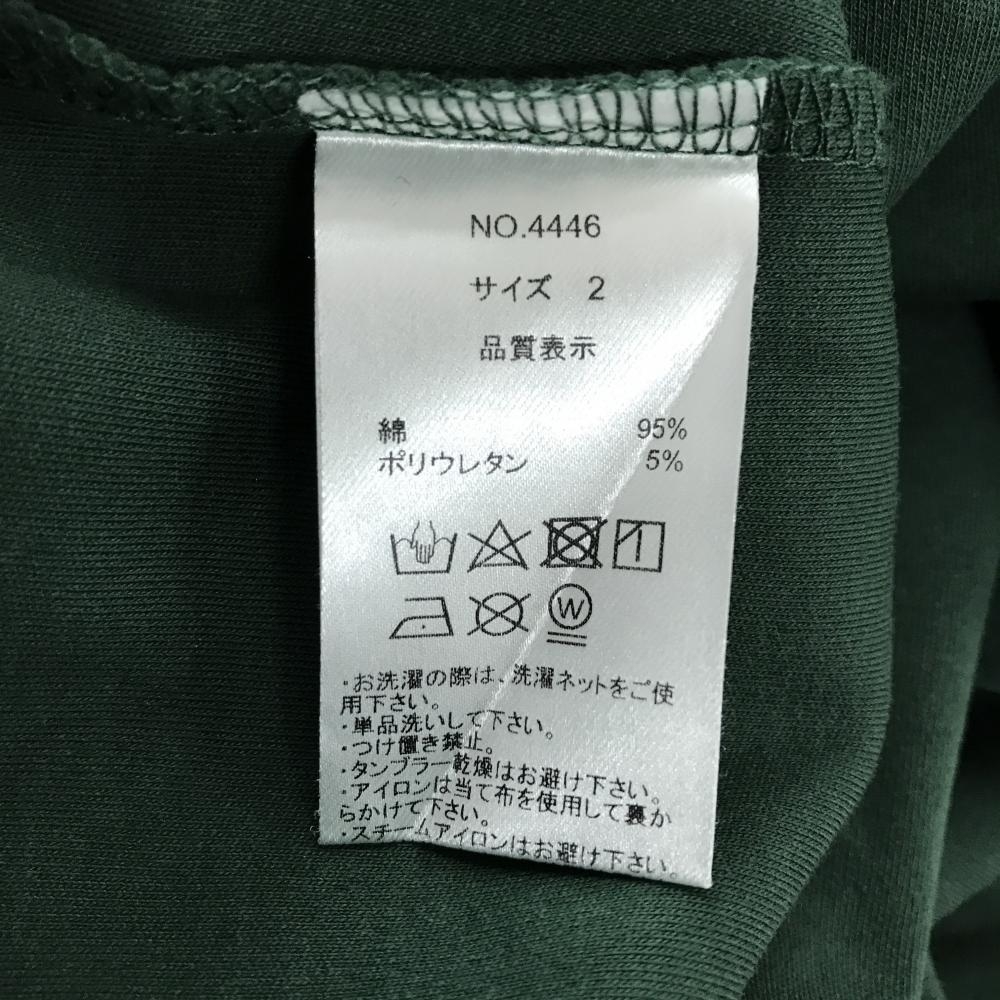 NO.4446
サイズ 2
品質表示
綿 95%
ポリウレタン 5%
W
・お洗濯の際は、洗濯ネットをご使
用下さい。
・単品洗いして下さい。
・つけ置き禁止。
・タンブラー乾燥はお避け下さい。
・アイロンは当て布を使用して裏か
らかけて下さい。
・スチームアイロンはお避け下さい。